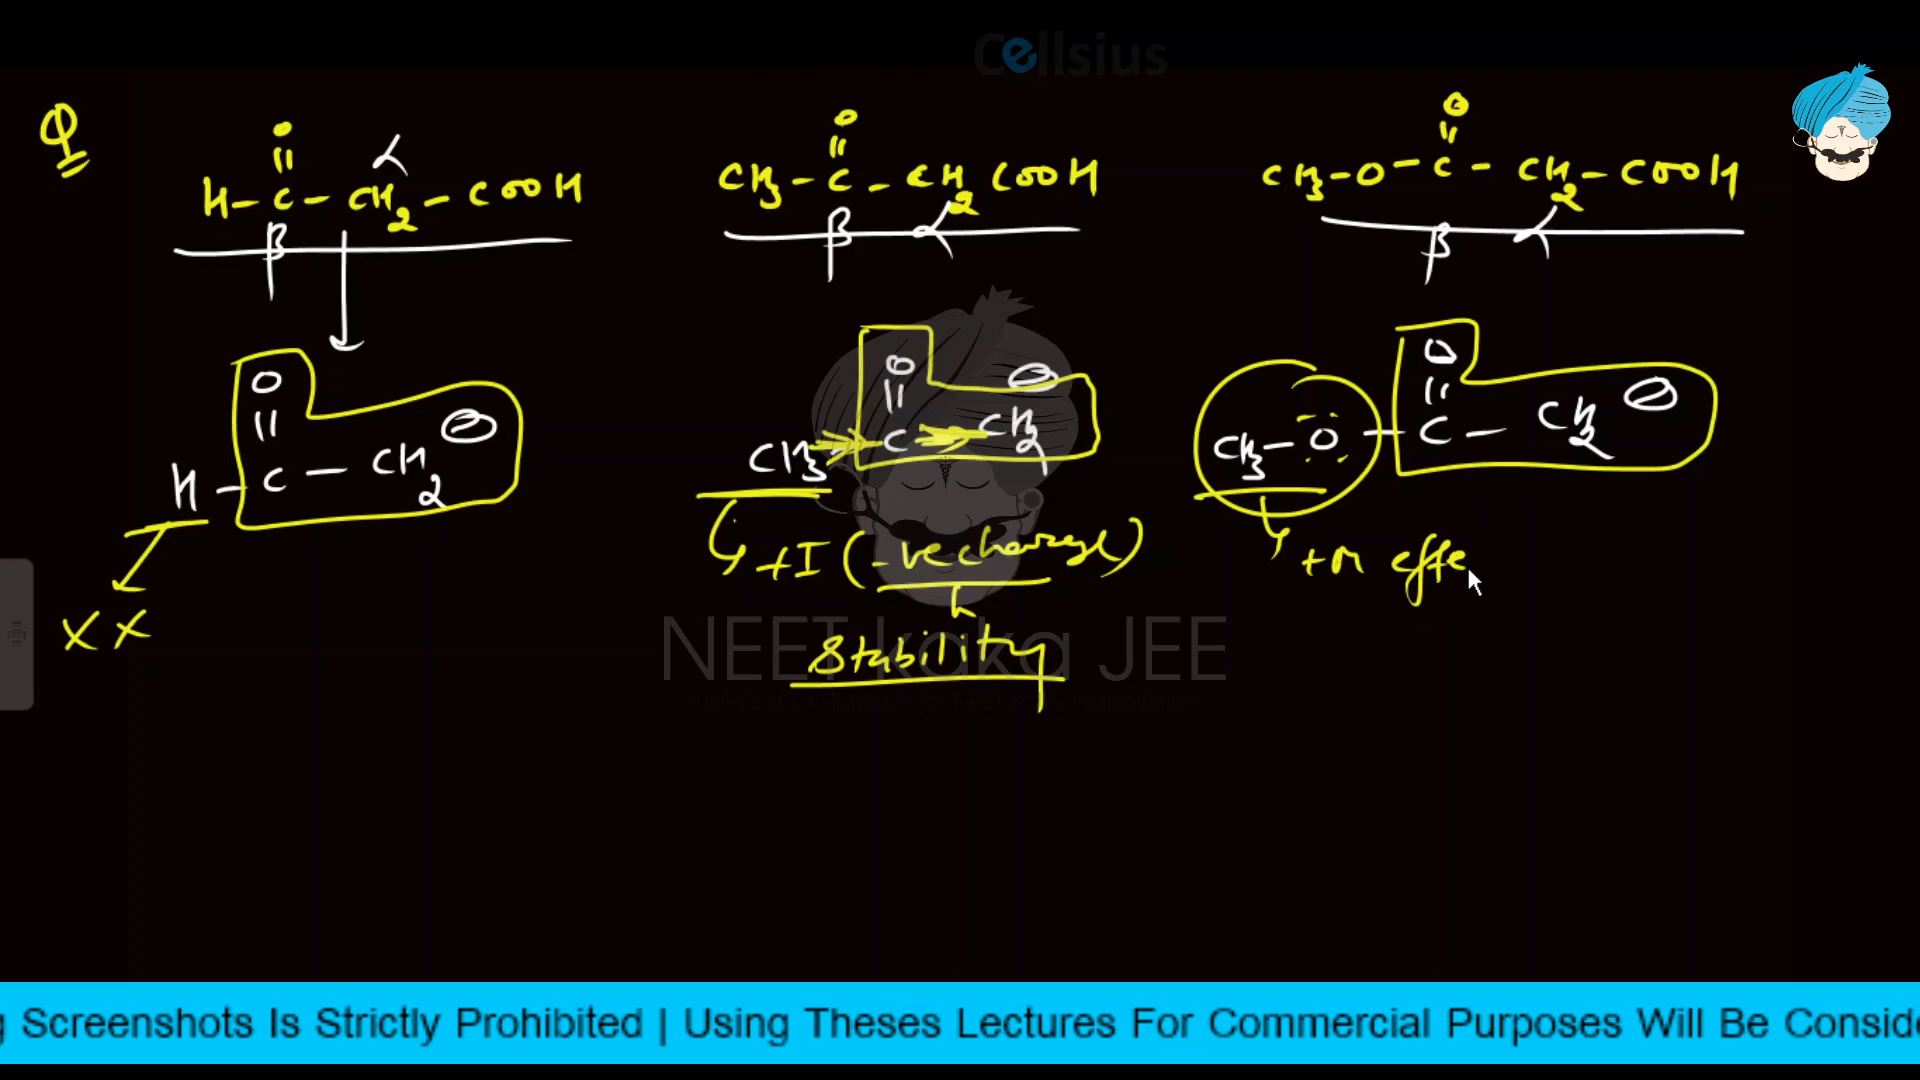 Cellsius
Q
O
||
H-C-CH2-COOH
α
β
O
||
CH3-C-CH2COOH
β α
O
||
CH3-O-C-CH2-COOH
β α
O
||
H-C-CH2 ⊖
XX
O
||
CH3-C-CH2 ⊖
+I (-ve charge)
Stability
O
||
CH3-O-C-CH2 ⊖
+M effe
NEET kaka JEE
g Screenshots Is Strictly Prohibited | Using Theses Lectures For Commercial Purposes Will Be Conside